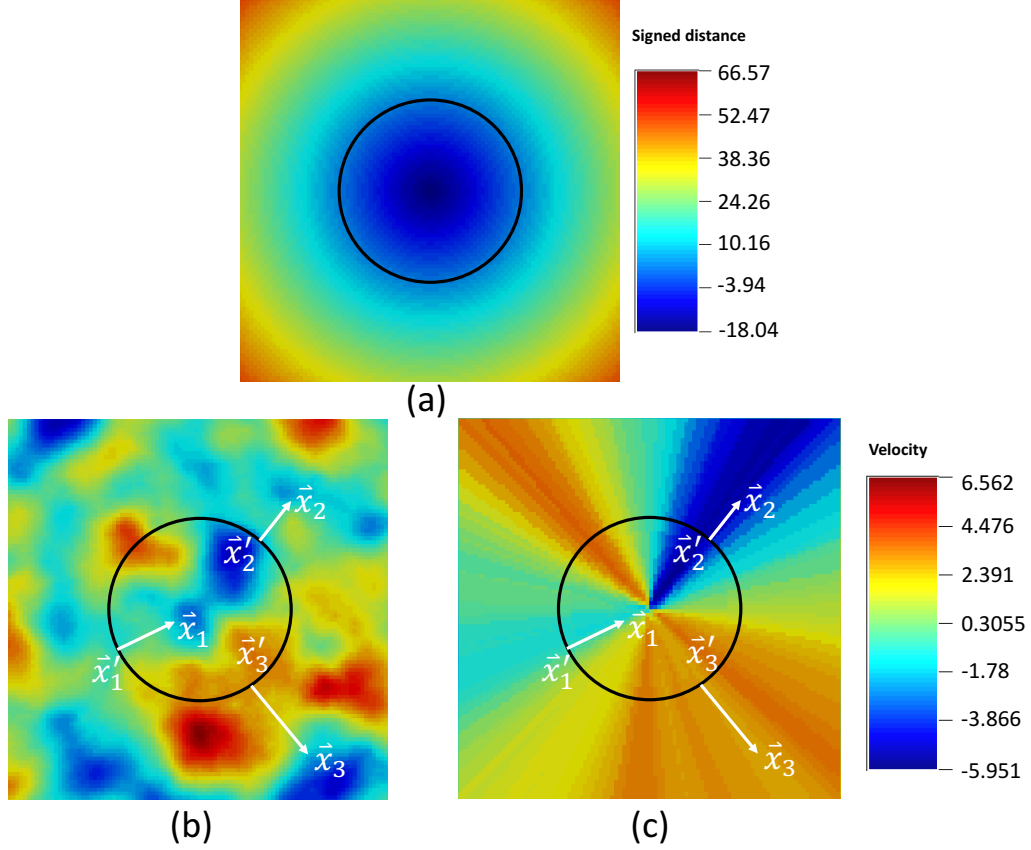 Signed distance
66.57
52.47
38.36
24.26
10.16
-3.94
-18.04
(a)
Velocity
6.562
4.476
2.391
0.3055
-1.78
-3.866
-5.951
x⃗₂
x⃗₂′
x⃗₁
x⃗₁′
x⃗₃′
x⃗₃
(b)
x⃗₂
x⃗₂′
x⃗₁
x⃗₁′
x⃗₃′
x⃗₃
(c)